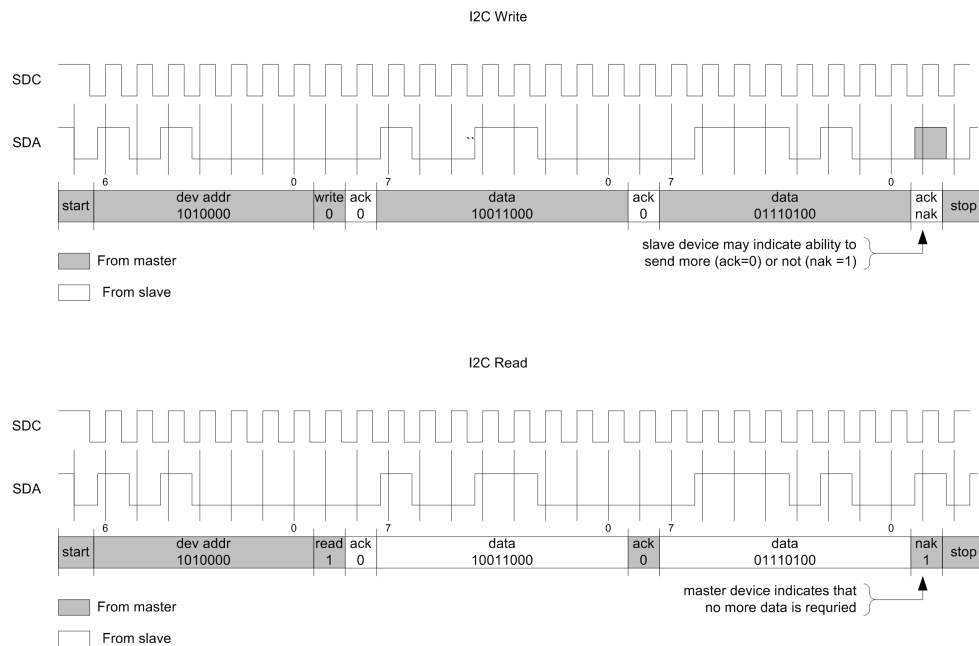 I2C Write
SDC
SDA
6 0 7 0 7 0
start dev addr 1010000 write 0 ack 0 data 10011000 ack 0 data 01110100 ack nak stop
slave device may indicate ability to
send more (ack=0) or not (nak =1)
From master
From slave
I2C Read
SDC
SDA
6 0 7 0 7 0
start dev addr 1010000 read 1 ack 0 data 10011000 ack 0 data 01110100 nak 1 stop
master device indicates that
no more data is requried
From master
From slave